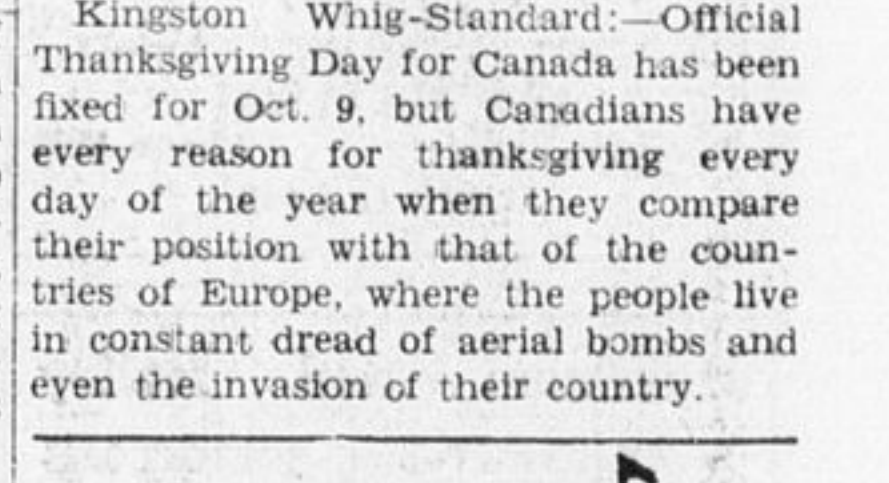 Kingston Whig-Standard:—Official
Thanksgiving Day for Canada has been
fixed for Oct. 9, but Canadians have
every reason for thanksgiving every
day of the year when they compare
their position with that of the coun-
tries of Europe, where the people live
in constant dread of aerial bombs and
even the invasion of their country.